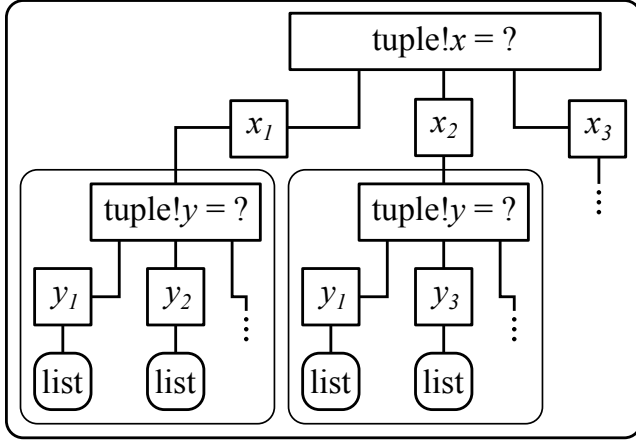 tuple!x = ?
x1 x2 x3
tuple!y = ? tuple!y = ?
y1 y2 y1 y3
list list list list